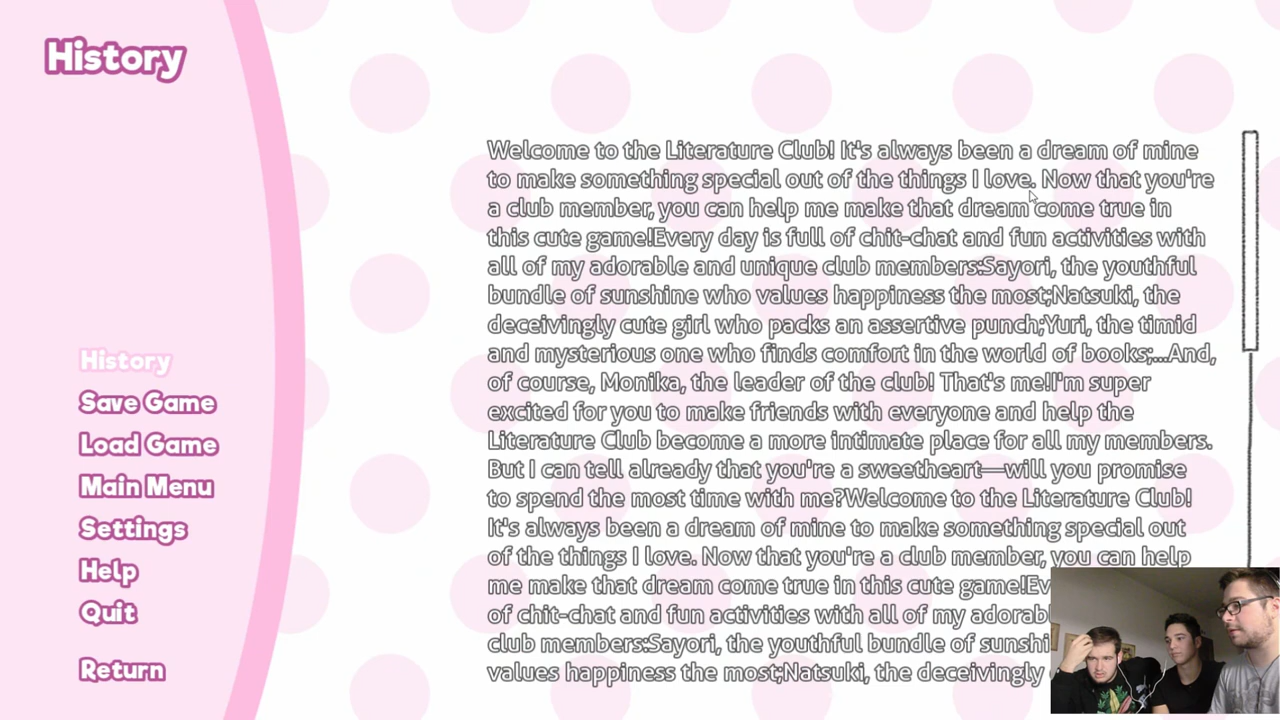 History
Welcome to the Literature Club! It's always been a dream of mine
to make something special out of the things I love. Now that you're
a club member, you can help me make that dream come true in
this cute game!Every day is full of chit-chat and fun activities with
all of my adorable and unique club members:Sayori, the youthful
bundle of sunshine who values happiness the most;Natsuki, the
deceivingly cute girl who packs an assertive punch;Yuri, the timid
and mysterious one who finds comfort in the world of books;...And,
of course, Monika, the leader of the club! That's me!I'm super
excited for you to make friends with everyone and help the
Literature Club become a more intimate place for all my members.
But I can tell already that you're a sweetheart—will you promise
to spend the most time with me?Welcome to the Literature Club!
It's always been a dream of mine to make something special out
of the things I love. Now that you're a club member, you can help
me make that dream come true in this cute game!Ev
of chit-chat and fun activities with all of my adorab
club members:Sayori, the youthful bundle of sunshi
values happiness the most;Natsuki, the deceivingly
History
Save Game
Load Game
Main Menu
Settings
Help
Quit
Return